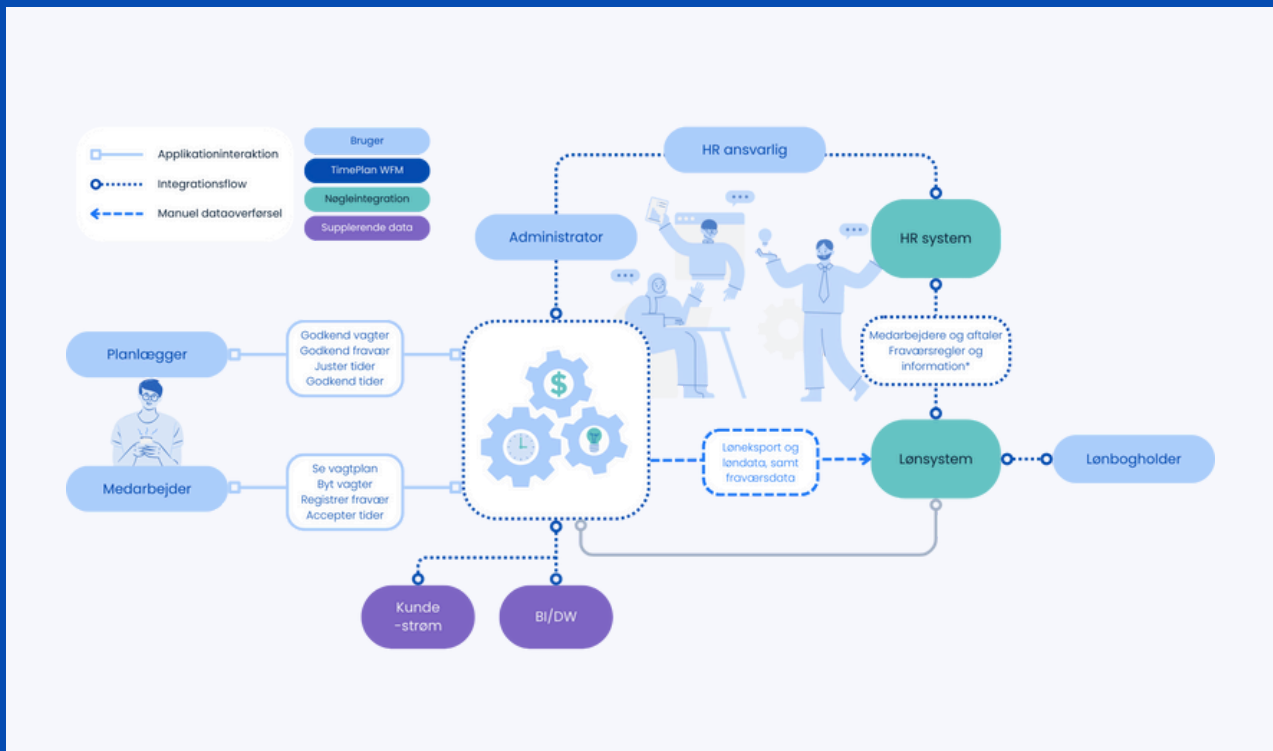 Applikationinteraktion
Integrationsflow
Manuel dataoverførsel
Bruger
TimePlan WFM
Nøgleintegration
Supplerende data
HR ansvarlig
Administrator
HR system
Planlægger
Godkend vagter
Godkend fravær
Juster tider
Godkend tider
$
Medarbejdere og aftaler
Fraværsregler og
information*
Medarbejder
Se vagtplan
Byt vagter
Registrer fravær
Accepter tider
Løneksport og
løndata, samt
fraværsdata
Lønsystem
Lønbogholder
Kunde
-strøm
BI/DW